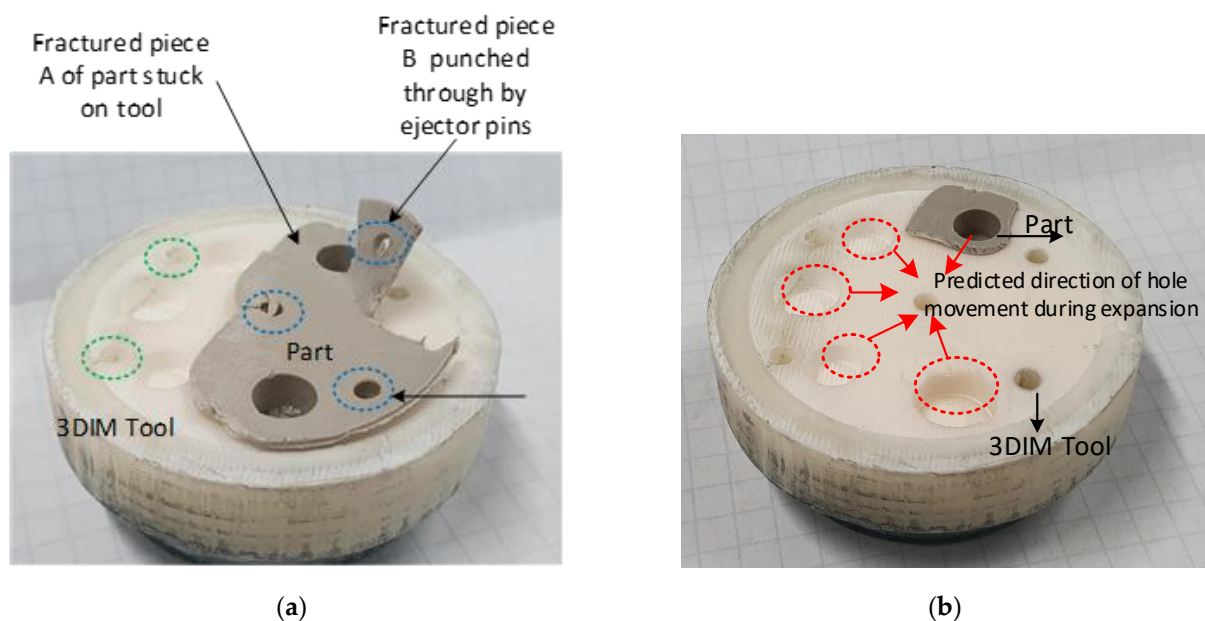 Fractured piece
A of part stuck
on tool
Fractured piece
B punched
through by
ejector pins
Part
3DIM Tool
(a)
Part
Predicted direction of hole
movement during expansion
3DIM Tool
(b)